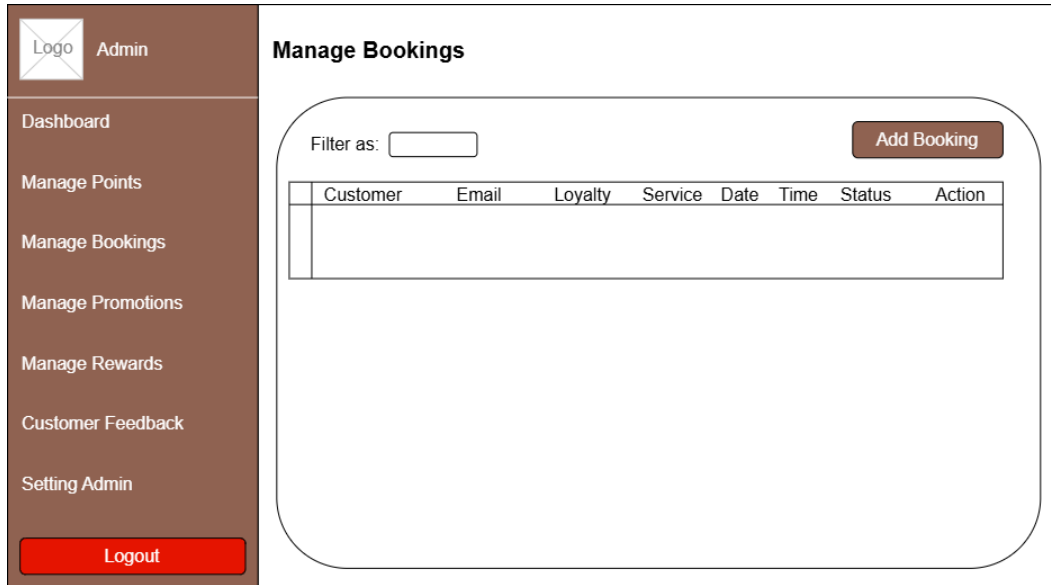 Logo Admin
Dashboard
Manage Points
Manage Bookings
Manage Promotions
Manage Rewards
Customer Feedback
Setting Admin
Logout
Manage Bookings
Filter as:
Add Booking
Customer Email Loyalty Service Date Time Status Action